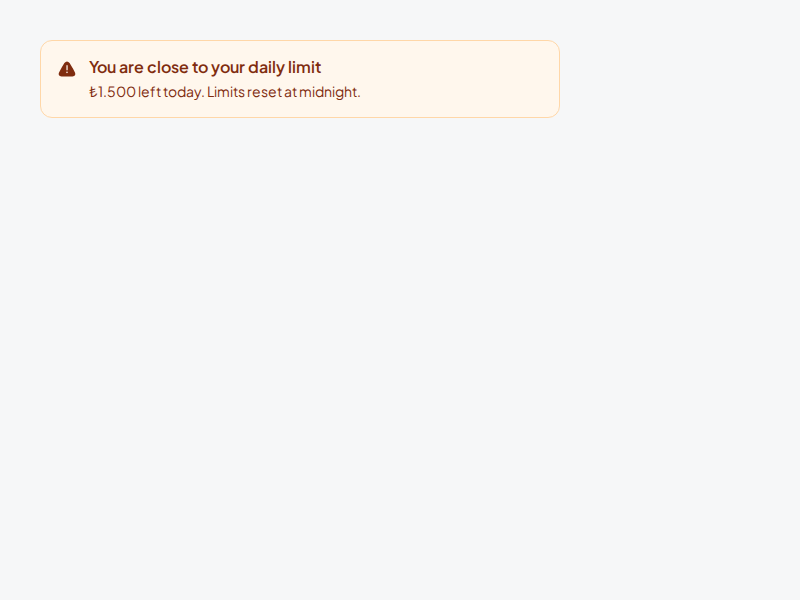 You are close to your daily limit
₺1.500 left today. Limits reset at midnight.